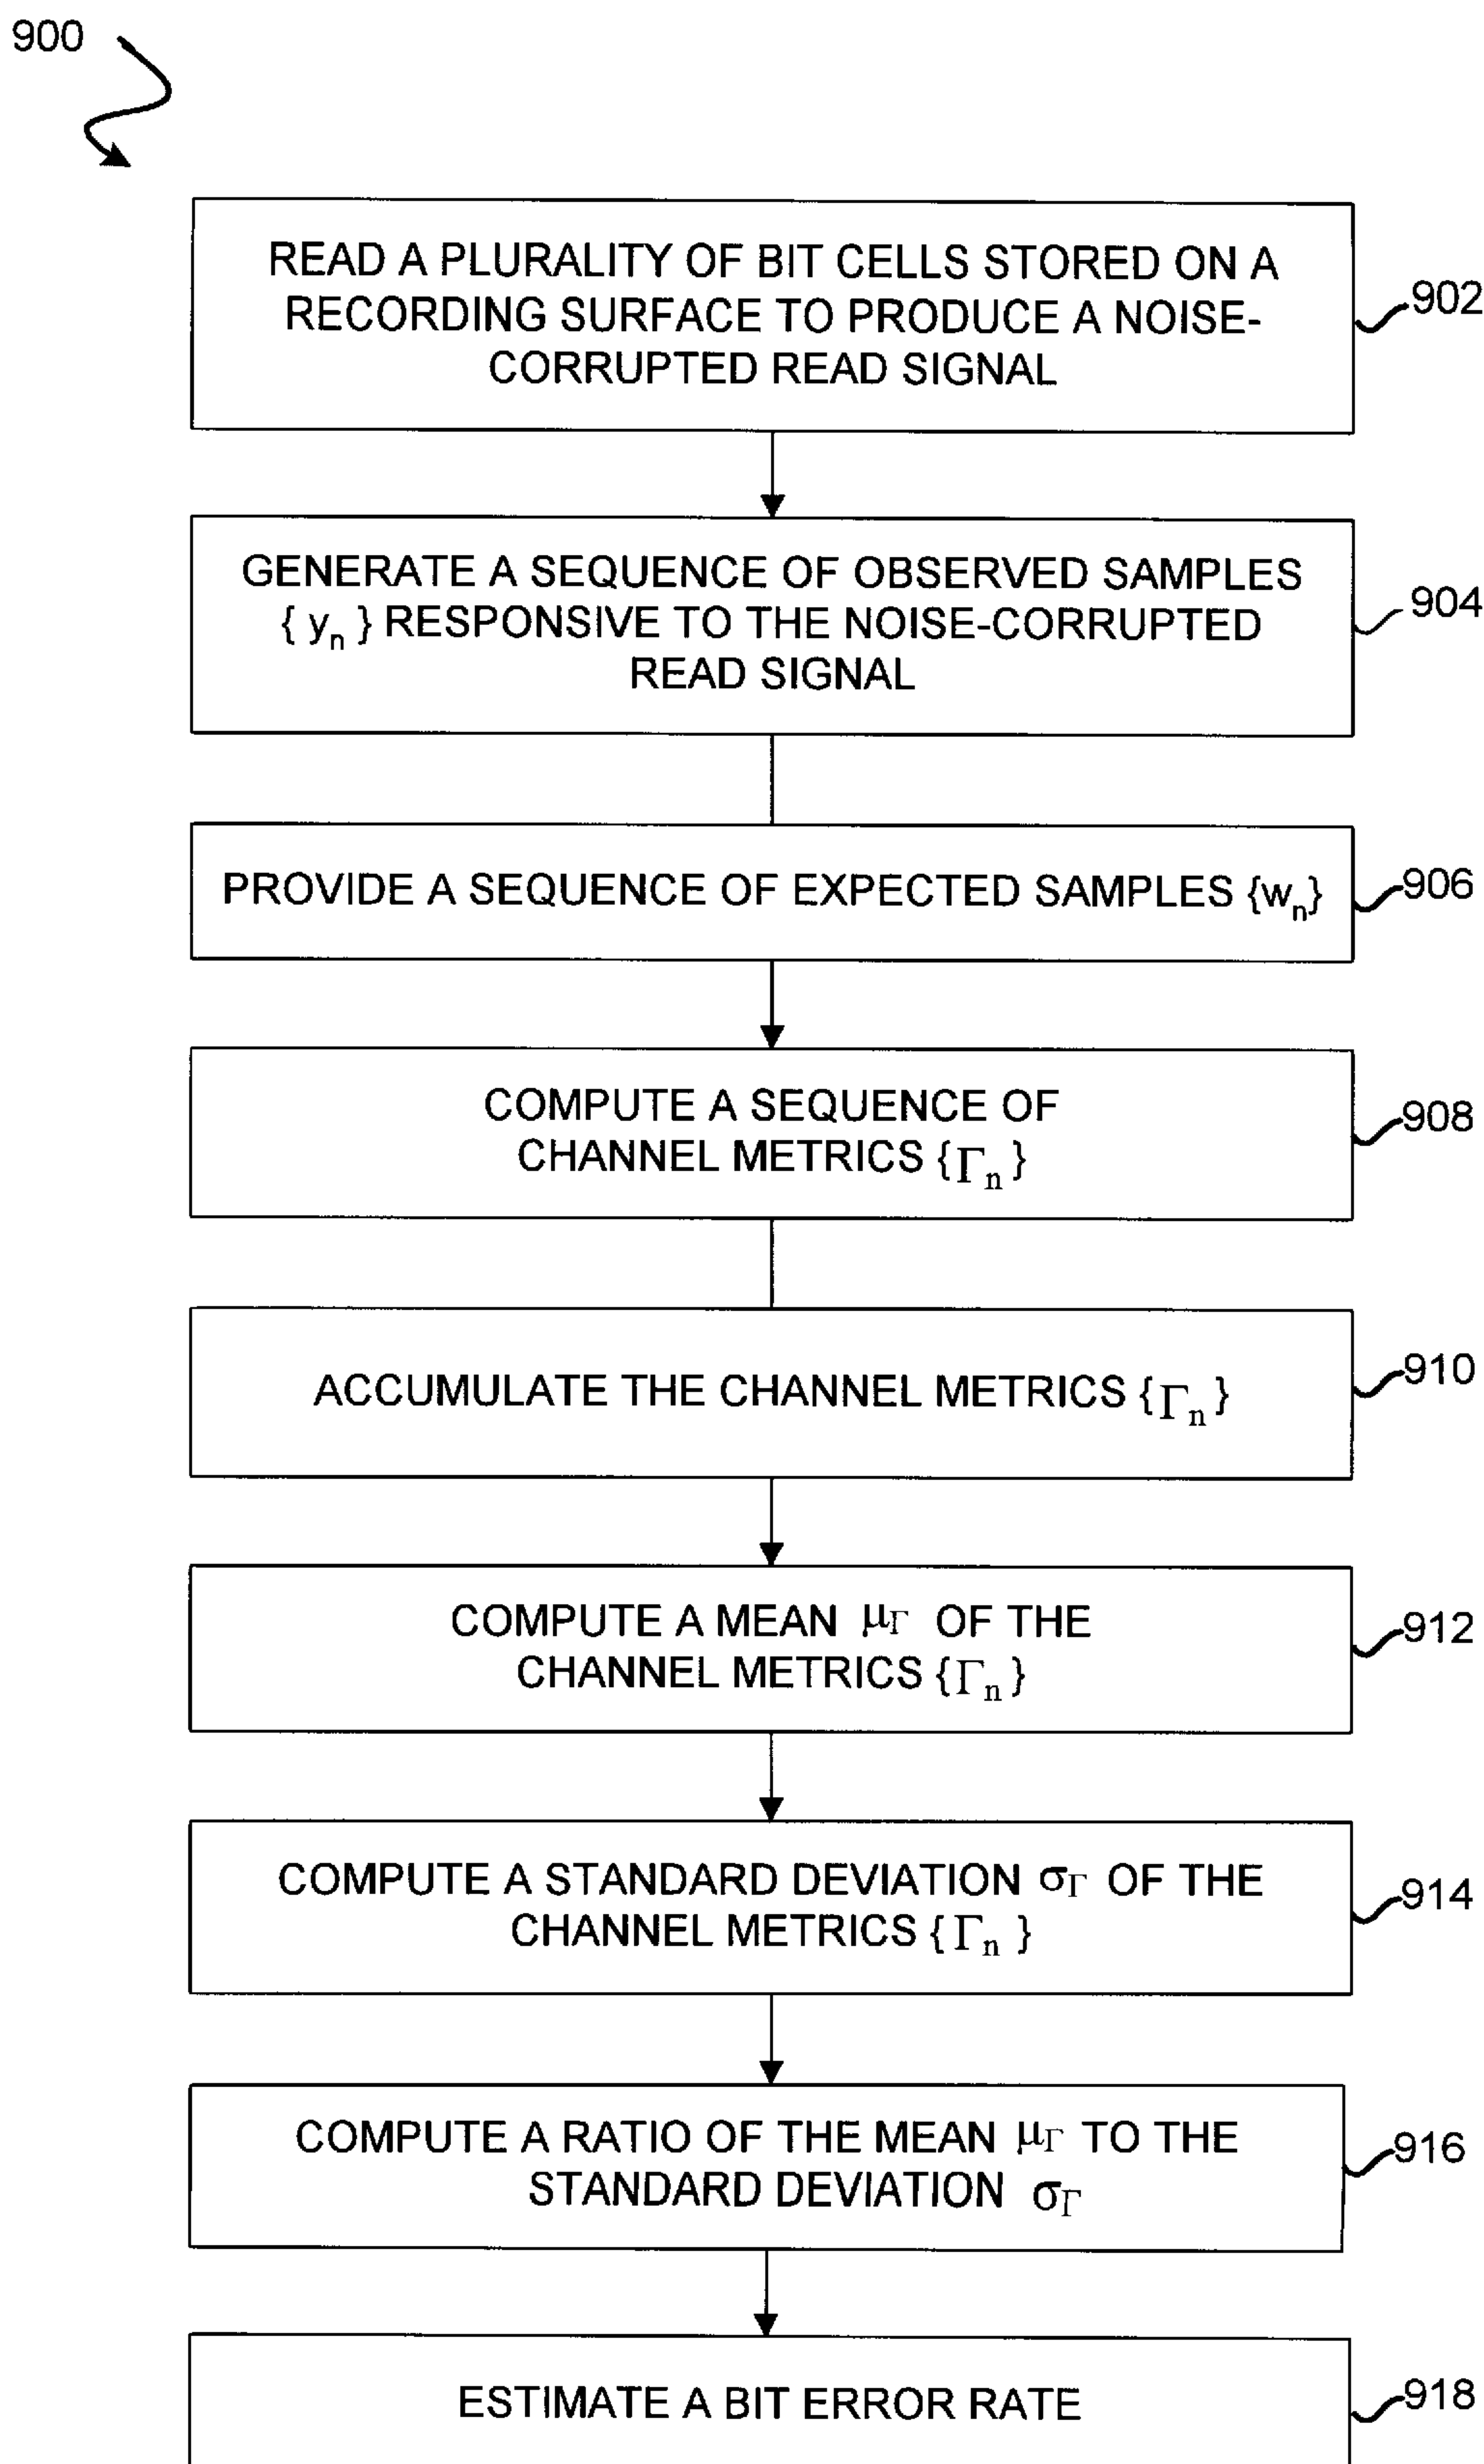 900
READ A PLURALITY OF BIT CELLS STORED ON A
RECORDING SURFACE TO PRODUCE A NOISE-
CORRUPTED READ SIGNAL
902
GENERATE A SEQUENCE OF OBSERVED SAMPLES
{ yₙ } RESPONSIVE TO THE NOISE-CORRUPTED
READ SIGNAL
904
PROVIDE A SEQUENCE OF EXPECTED SAMPLES {wₙ}
906
COMPUTE A SEQUENCE OF
CHANNEL METRICS {Γₙ}
908
ACCUMULATE THE CHANNEL METRICS {Γₙ}
910
COMPUTE A MEAN μΓ OF THE
CHANNEL METRICS {Γₙ}
912
COMPUTE A STANDARD DEVIATION σΓ OF THE
CHANNEL METRICS {Γₙ }
914
COMPUTE A RATIO OF THE MEAN μΓ TO THE
STANDARD DEVIATION σΓ
916
ESTIMATE A BIT ERROR RATE
918